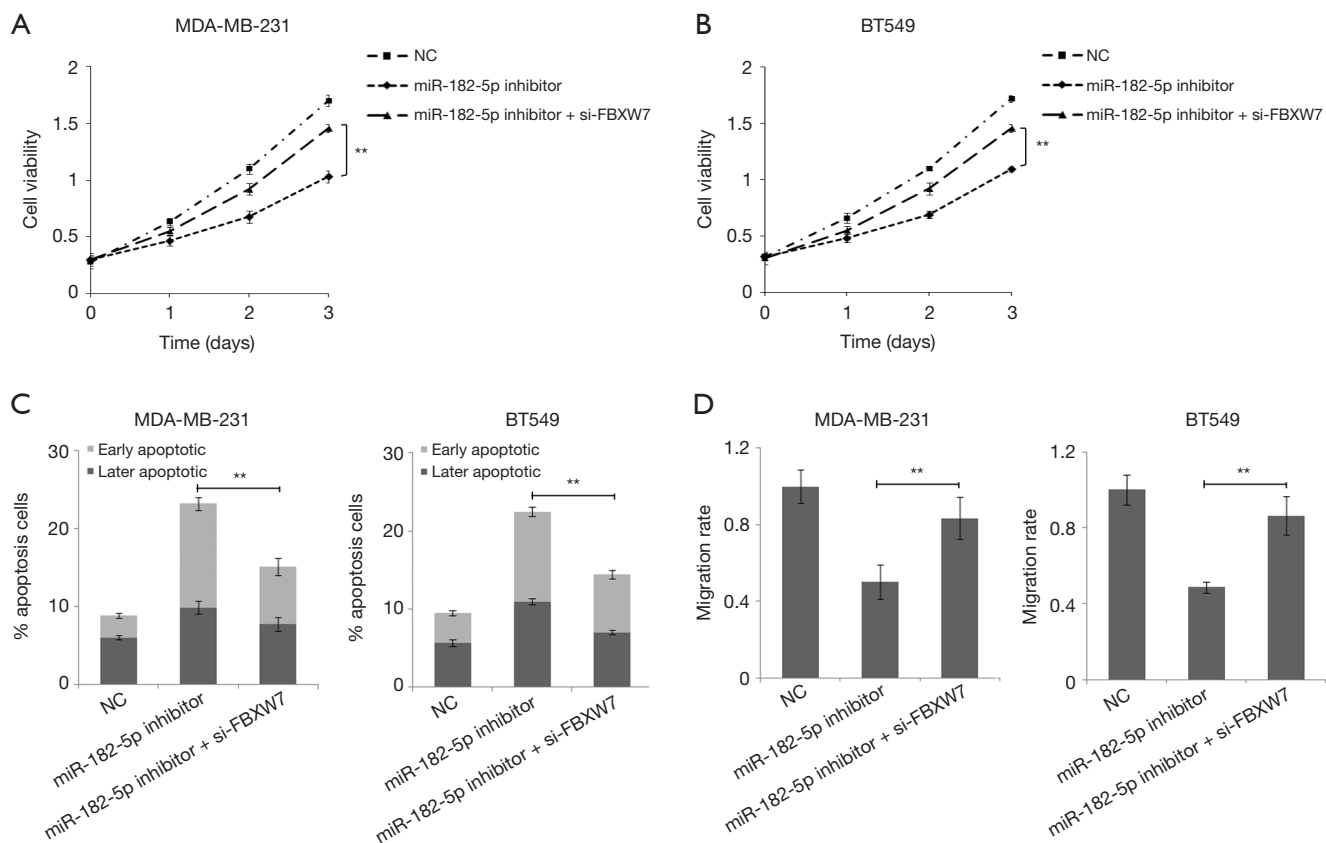 A
MDA-MB-231
NC
miR-182-5p inhibitor
miR-182-5p inhibitor + si-FBXW7
2
1.5
1
0.5
0
Cell viability
**
0 1 2 3
Time (days)
B
BT549
NC
miR-182-5p inhibitor
miR-182-5p inhibitor + si-FBXW7
2
1.5
1
0.5
0
Cell viability
**
0 1 2 3
Time (days)
C
MDA-MB-231
Early apoptotic
Later apoptotic
30
20
10
0
% apoptosis cells
**
NC
miR-182-5p inhibitor
miR-182-5p inhibitor + si-FBXW7
BT549
Early apoptotic
Later apoptotic
30
20
10
0
% apoptosis cells
**
NC
miR-182-5p inhibitor
miR-182-5p inhibitor + si-FBXW7
D
MDA-MB-231
1.2
0.8
0.4
0
Migration rate
**
NC
miR-182-5p inhibitor
miR-182-5p inhibitor + si-FBXW7
BT549
1.2
0.8
0.4
0
Migration rate
**
NC
miR-182-5p inhibitor
miR-182-5p inhibitor + si-FBXW7